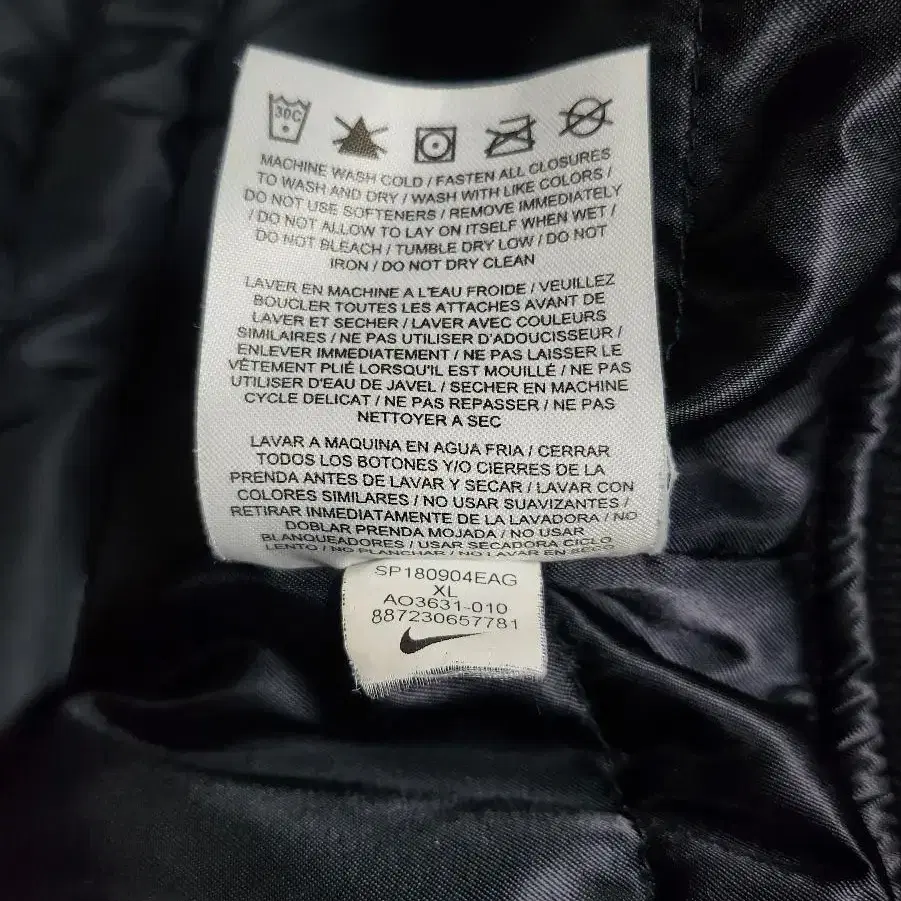 30C
MACHINE WASH COLD / FASTEN ALL CLOSURES
TO WASH AND DRY / WASH WITH LIKE COLORS /
DO NOT USE SOFTENERS / REMOVE IMMEDIATELY
/ DO NOT ALLOW TO LAY ON ITSELF WHEN WET /
DO NOT BLEACH / TUMBLE DRY LOW / DO NOT
IRON / DO NOT DRY CLEAN
LAVER EN MACHINE A L'EAU FROIDE / VEUILLEZ
BOUCLER TOUTES LES ATTACHES AVANT DE
LAVER ET SECHER / LAVER AVEC COULEURS
SIMILAIRES / NE PAS UTILISER D'ADOUCISSEUR /
ENLEVER IMMEDIATEMENT / NE PAS LAISSER LE
VÊTEMENT PLIÉ LORSQU'IL EST MOUILLÉ / NE PAS
UTILISER D'EAU DE JAVEL / SECHER EN MACHINE
CYCLE DELICAT / NE PAS REPASSER / NE PAS
NETTOYER A SEC
LAVAR A MAQUINA EN AGUA FRIA / CERRAR
TODOS LOS BOTONES Y/O CIERRES DE LA
PRENDA ANTES DE LAVAR Y SECAR / LAVAR CON
COLORES SIMILARES / NO USAR SUAVIZANTES /
RETIRAR INMEDIATAMENTE DE LA LAVADORA / NO
DOBLAR PRENDA MOJADA / NO USAR
BLANQUEADORES / USAR SECADORA CICLO
LENTO / NO PLANCHAR / NO LAVAR EN SECO
SP180904EAG
XL
AO3631-010
887230657781